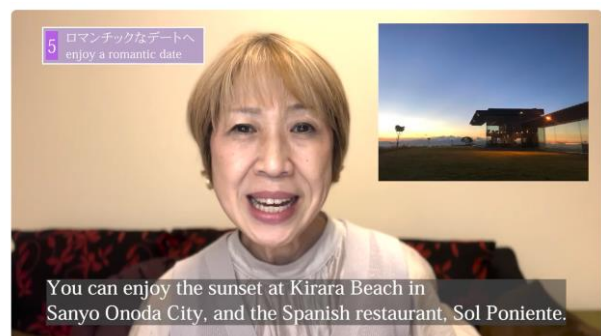 5
ロマンチックなデートへ
enjoy a romantic date
You can enjoy the sunset at Kirara Beach in
Sanyo Onoda City, and the Spanish restaurant, Sol Poniente.